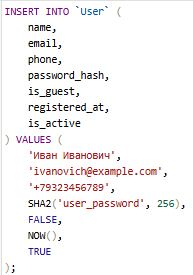 INSERT INTO `User` (
    name,
    email,
    phone,
    password_hash,
    is_guest,
    registered_at,
    is_active
) VALUES (
    'Иван Иванович',
    'ivanovich@example.com',
    '+79323456789',
    SHA2('user_password', 256),
    FALSE,
    NOW(),
    TRUE
);